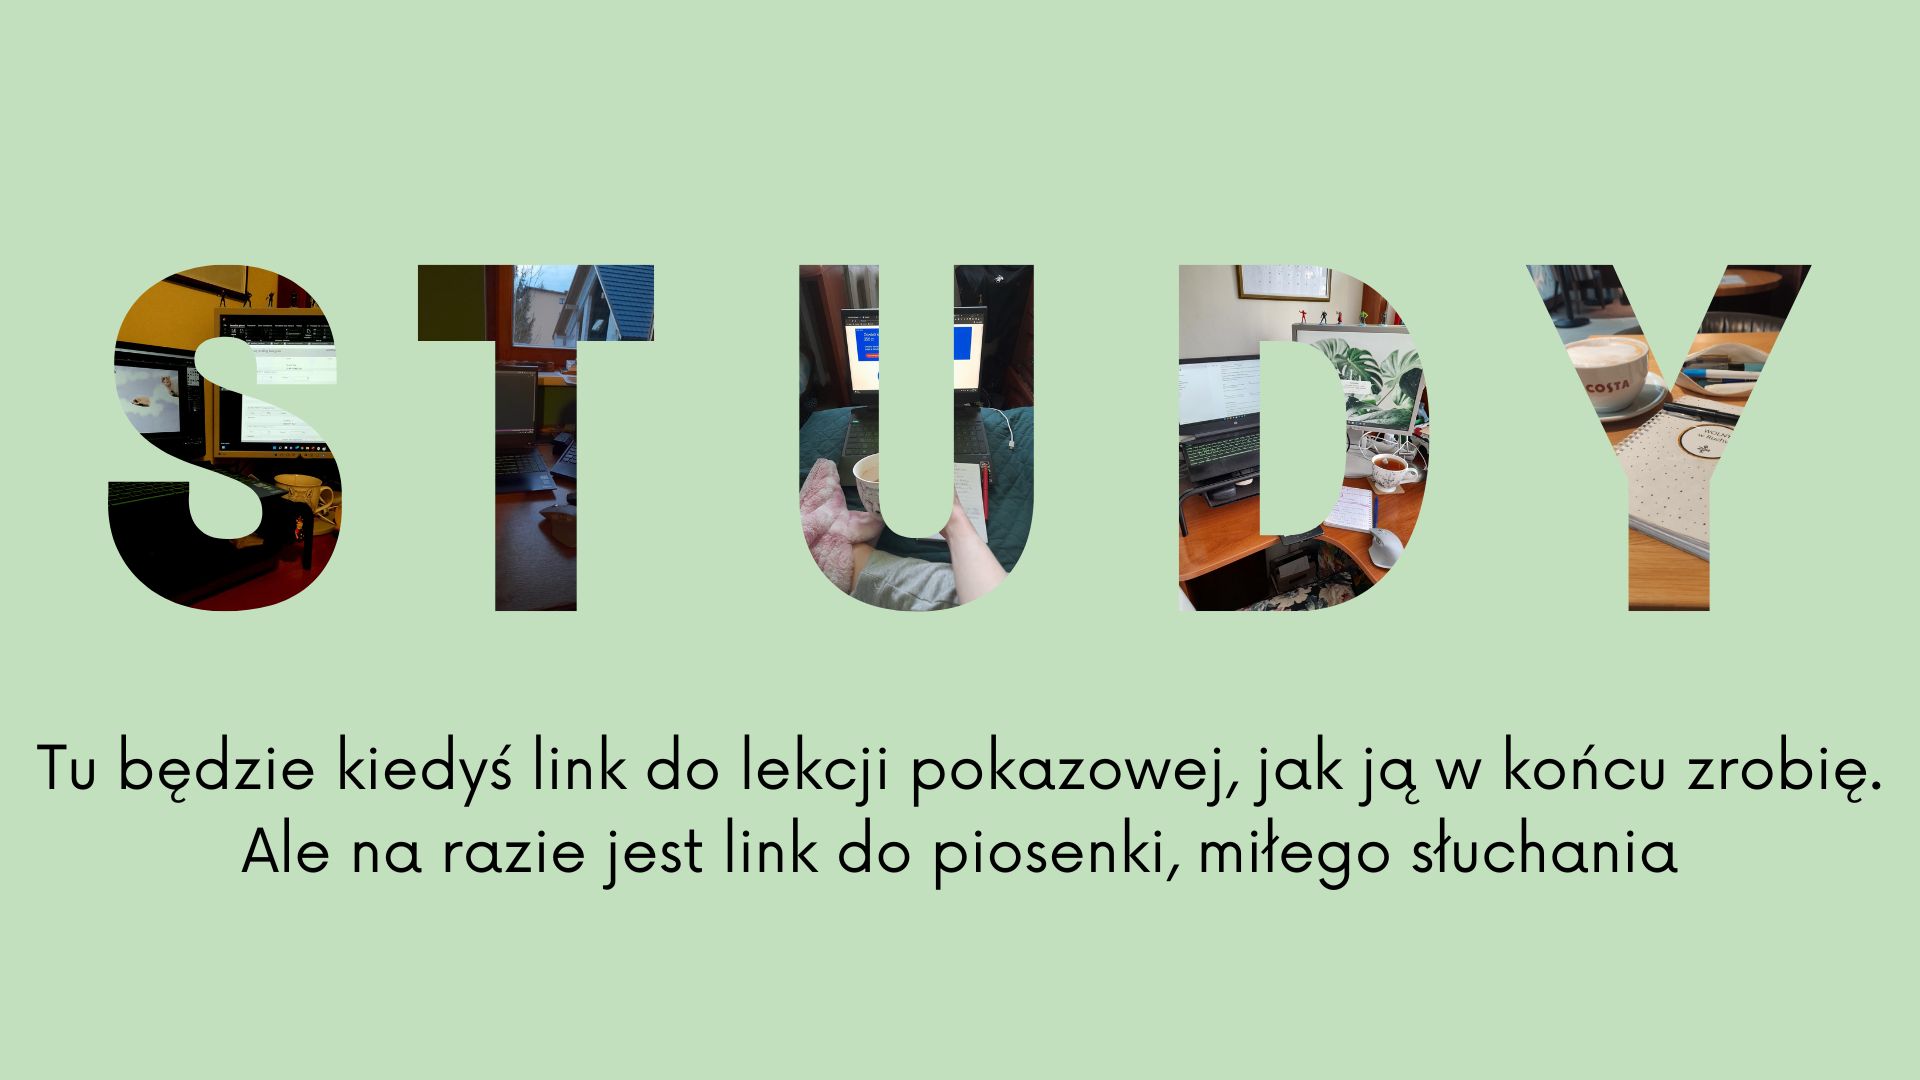 STUDY
COSTA
Tu będzie kiedyś link do lekcji pokazowej, jak ją w końcu zrobię.
Ale na razie jest link do piosenki, miłego słuchania